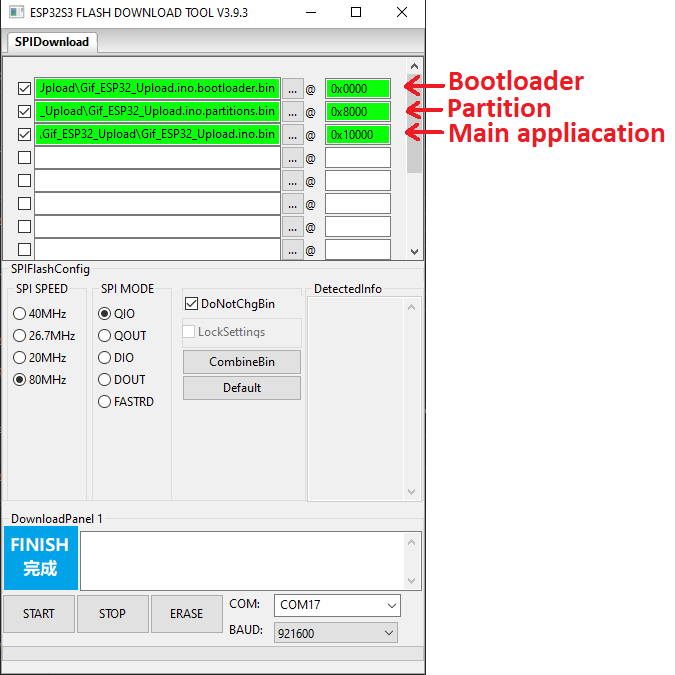 ESP32S3 FLASH DOWNLOAD TOOL V3.9.3
SPIDownload
Jpload\Gif_ESP32_Upload.ino.bootloader.bin ... @ 0x0000 Bootloader
_Upload\Gif_ESP32_Upload.ino.partitions.bin ... @ 0x8000 Partition
.Gif_ESP32_Upload\Gif_ESP32_Upload.ino.bin ... @ 0x10000 Main appliacation
... @
... @
... @
... @
... @
SPIFlashConfig
SPI SPEED
40MHz
26.7MHz
20MHz
80MHz
SPI MODE
QIO
QOUT
DIO
DOUT
FASTRD
DoNotChgBin
LockSettings
CombineBin
Default
DetectedInfo
DownloadPanel 1
FINISH
完成
START STOP ERASE
COM: COM17
BAUD: 921600